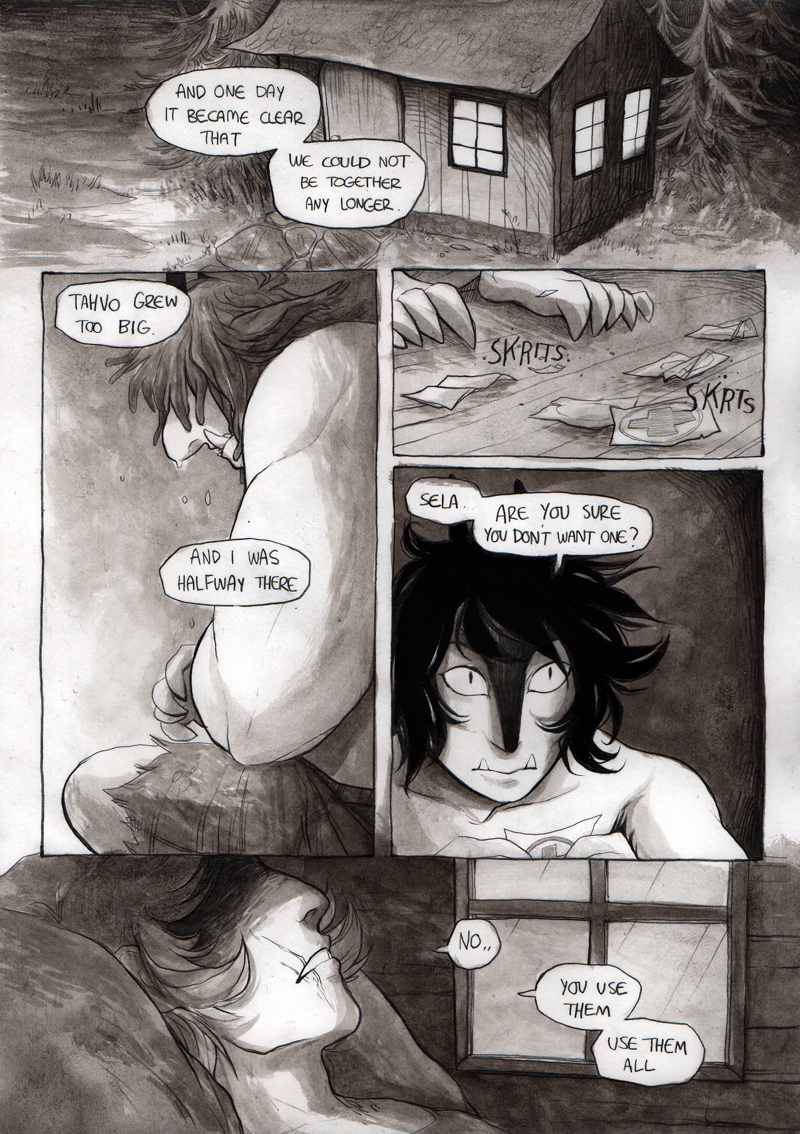 AND ONE DAY
IT BECAME CLEAR
THAT
WE COULD NOT
BE TOGETHER
ANY LONGER.
TAHVO GREW
TOO BIG.
AND I WAS
HALFWAY THERE
SKRITS
SKRTS
SELA..
ARE YOU SURE
YOU DON'T WANT ONE?
NO,,
YOU USE
THEM
USE THEM
ALL